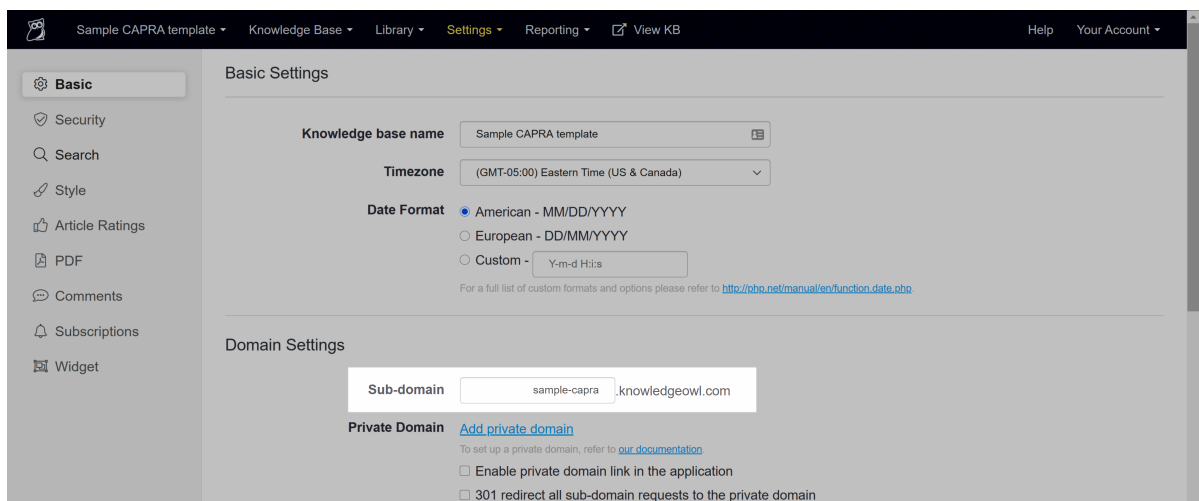 Sample CAPRA template Knowledge Base Library Settings Reporting View KB Help Your Account
Basic
Security
Search
Style
Article Ratings
PDF
Comments
Subscriptions
Widget
Basic Settings
Knowledge base name Sample CAPRA template
Timezone (GMT-05:00) Eastern Time (US & Canada)
Date Format American - MM/DD/YYYY
European - DD/MM/YYYY
Custom - Y-m-d H:i:s
For a full list of custom formats and options please refer to http://php.net/manual/en/function.date.php.
Domain Settings
Sub-domain sample-capra .knowledgeowl.com
Private Domain Add private domain
To set up a private domain, refer to our documentation.
Enable private domain link in the application
301 redirect all sub-domain requests to the private domain